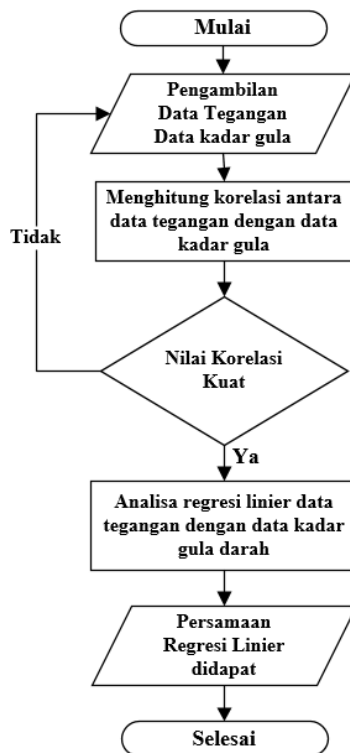 Mulai
Pengambilan
Data Tegangan
Data kadar gula
Menghitung korelasi antara
data tegangan dengan data
kadar gula
Tidak
Nilai Korelasi
Kuat
Ya
Analisa regresi linier data
tegangan dengan data kadar
gula darah
Persamaan
Regresi Linier
didapat
Selesai